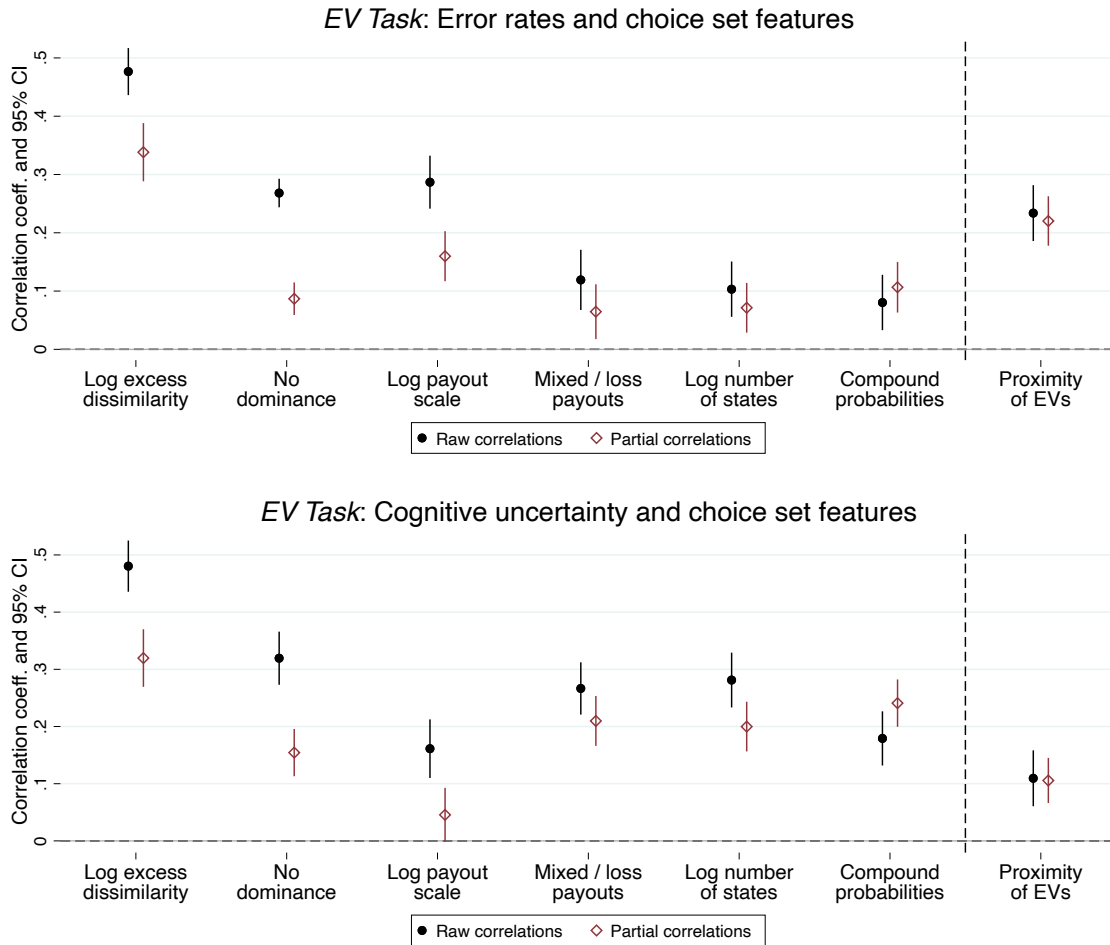 EV Task: Error rates and choice set features
Correlation coeff. and 95% CI
.5
.4
.3
.2
.1
0
Log excess
dissimilarity
No
dominance
Log payout
scale
Mixed / loss
payouts
Log number
of states
Compound
probabilities
Proximity
of EVs
Raw correlations
Partial correlations
EV Task: Cognitive uncertainty and choice set features
Correlation coeff. and 95% CI
.5
.4
.3
.2
.1
0
Log excess
dissimilarity
No
dominance
Log payout
scale
Mixed / loss
payouts
Log number
of states
Compound
probabilities
Proximity
of EVs
Raw correlations
Partial correlations